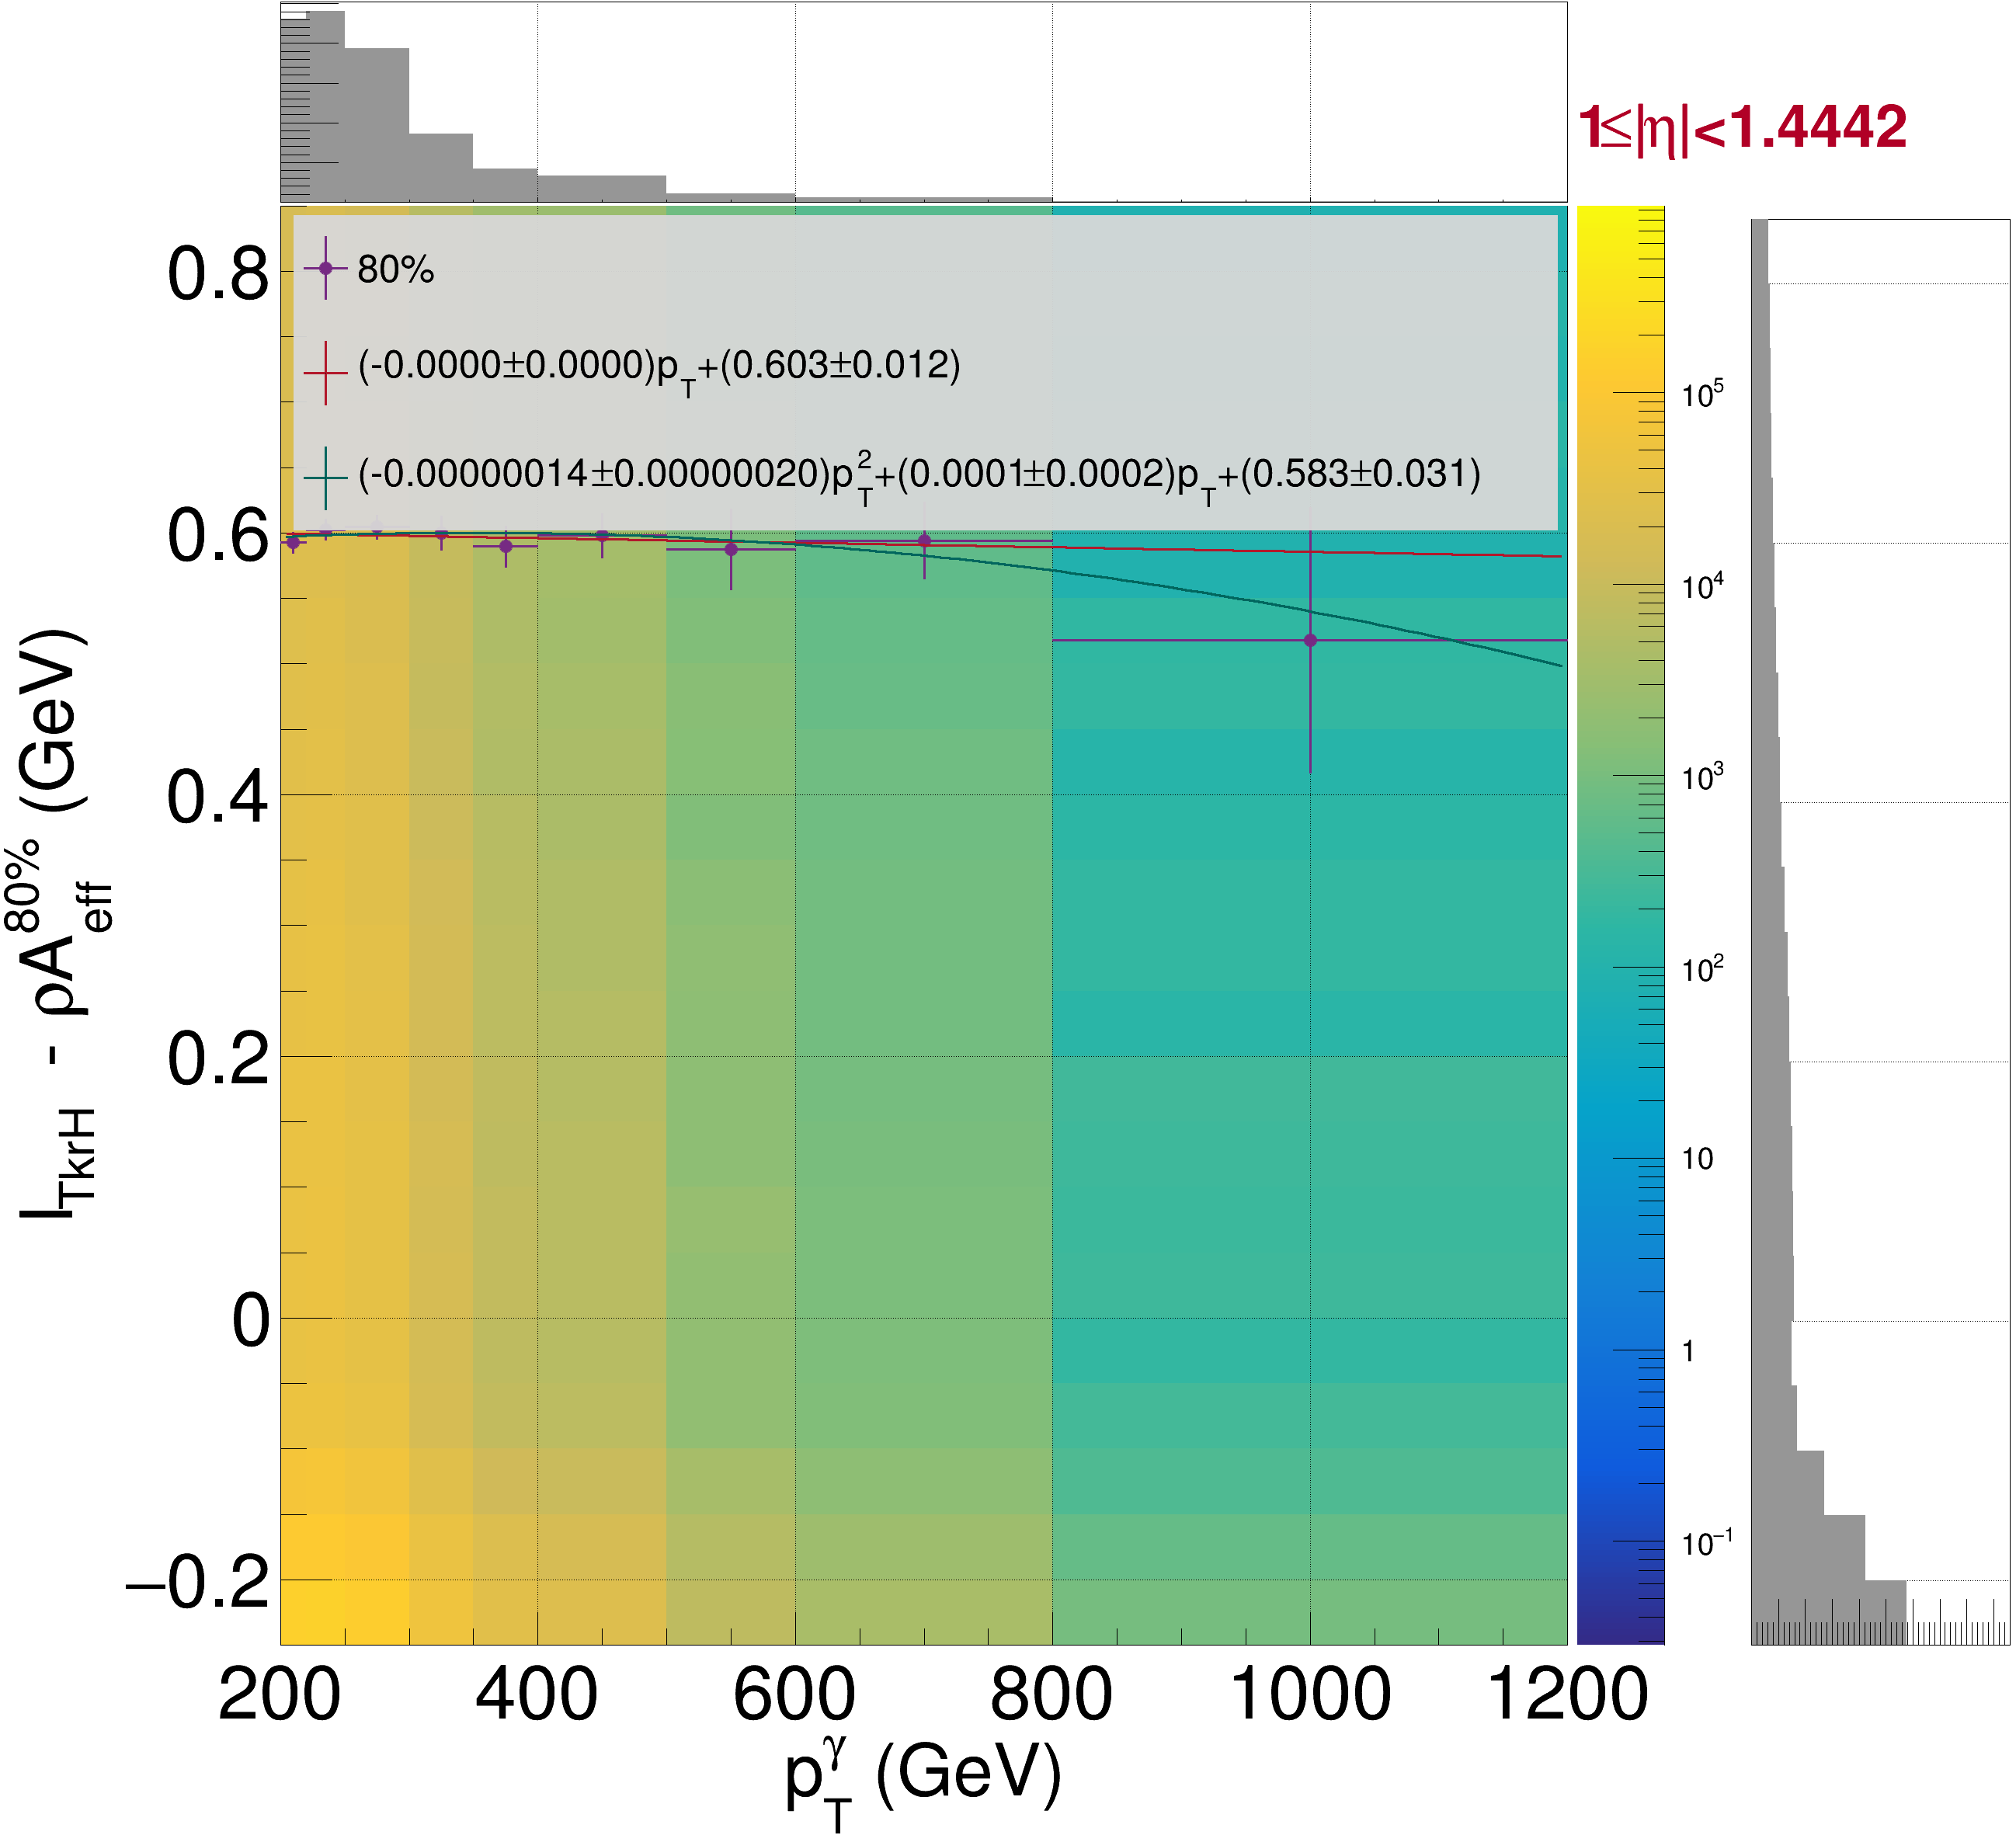 1≤|η|<1.4442
80%
(-0.0000±0.0000)p_T+(0.603±0.012)
(-0.00000014±0.00000020)p_T^2+(0.0001±0.0002)p_T+(0.583±0.031)
I_TkrH - ρA_eff^80% (GeV)
0.8
0.6
0.4
0.2
0
−0.2
200 400 600 800 1000 1200
p_T^γ (GeV)
10^5
10^4
10^3
10^2
10
1
10^−1